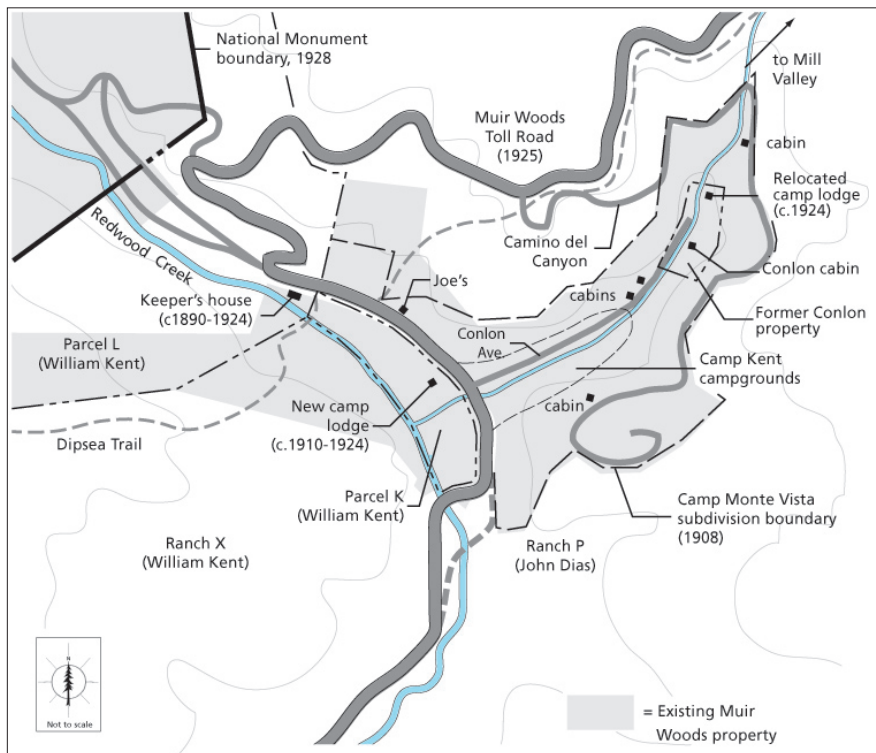 National Monument
boundary, 1928
to Mill
Valley
Muir Woods
Toll Road
(1925)
cabin
Relocated
camp lodge
(c.1924)
Redwood Creek
Camino del
Canyon
Conlon cabin
Keeper's house
(c1890-1924)
Joe's
cabins
Former Conlon
property
Parcel L
(William Kent)
Conlon
Ave.
Camp Kent
campgrounds
New camp
lodge
(c.1910-1924)
cabin
Dipsea Trail
Parcel K
(William Kent)
Camp Monte Vista
subdivision boundary
(1908)
Ranch X
(William Kent)
Ranch P
(John Dias)
N
Not to scale
= Existing Muir
Woods property